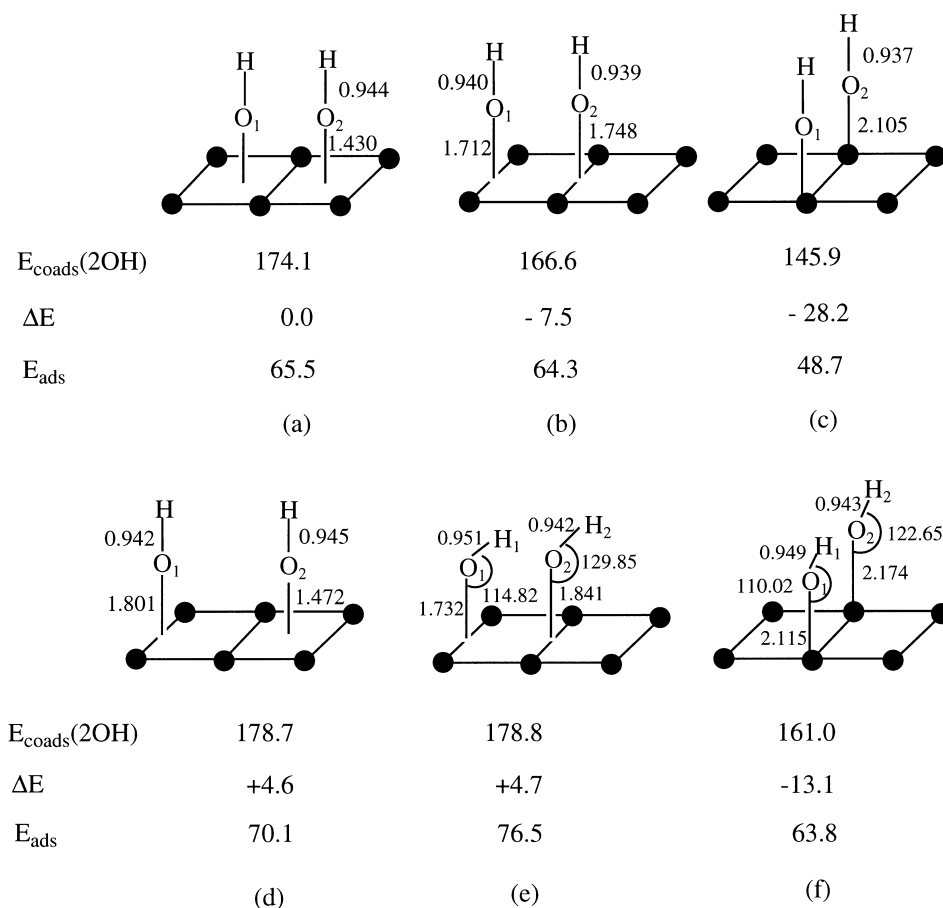 H H H
H H H
0.944 0.940 0.939 0.937
O₁ O₂ O₁ O₂ O₁ O₂
1.430 1.712 1.748 2.105
E_coads(2OH) 174.1 166.6 145.9
ΔE 0.0 - 7.5 - 28.2
E_ads 65.5 64.3 48.7
(a) (b) (c)
H H H₁ H₂ H₁ H₂
0.942 0.945 0.951 0.942 0.949 0.943
O₁ O₂ O₁ O₂ O₁ O₂
129.85 122.65
1.801 1.472 1.732 114.82 1.841 110.02 2.115 2.174
E_coads(2OH) 178.7 178.8 161.0
ΔE +4.6 +4.7 -13.1
E_ads 70.1 76.5 63.8
(d) (e) (f)